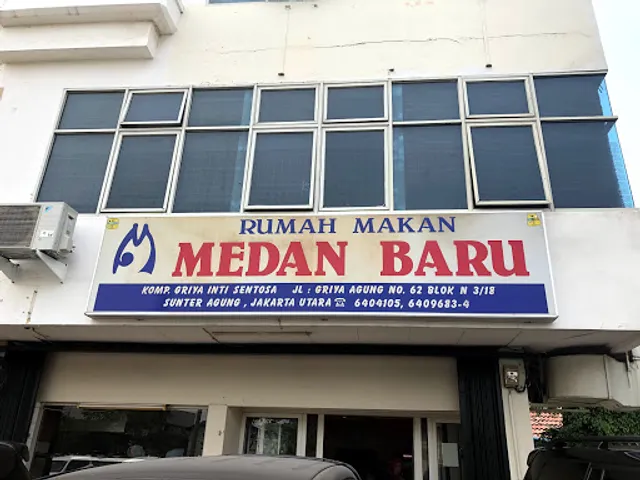 RUMAH MAKAN
MEDAN BARU
KOMP. GRIYA INTI SENTOSA JL : GRIYA AGUNG NO. 62 BLOK N 3/18
SUNTER AGUNG , JAKARTA UTARA ☎ 6404105, 6409683-4